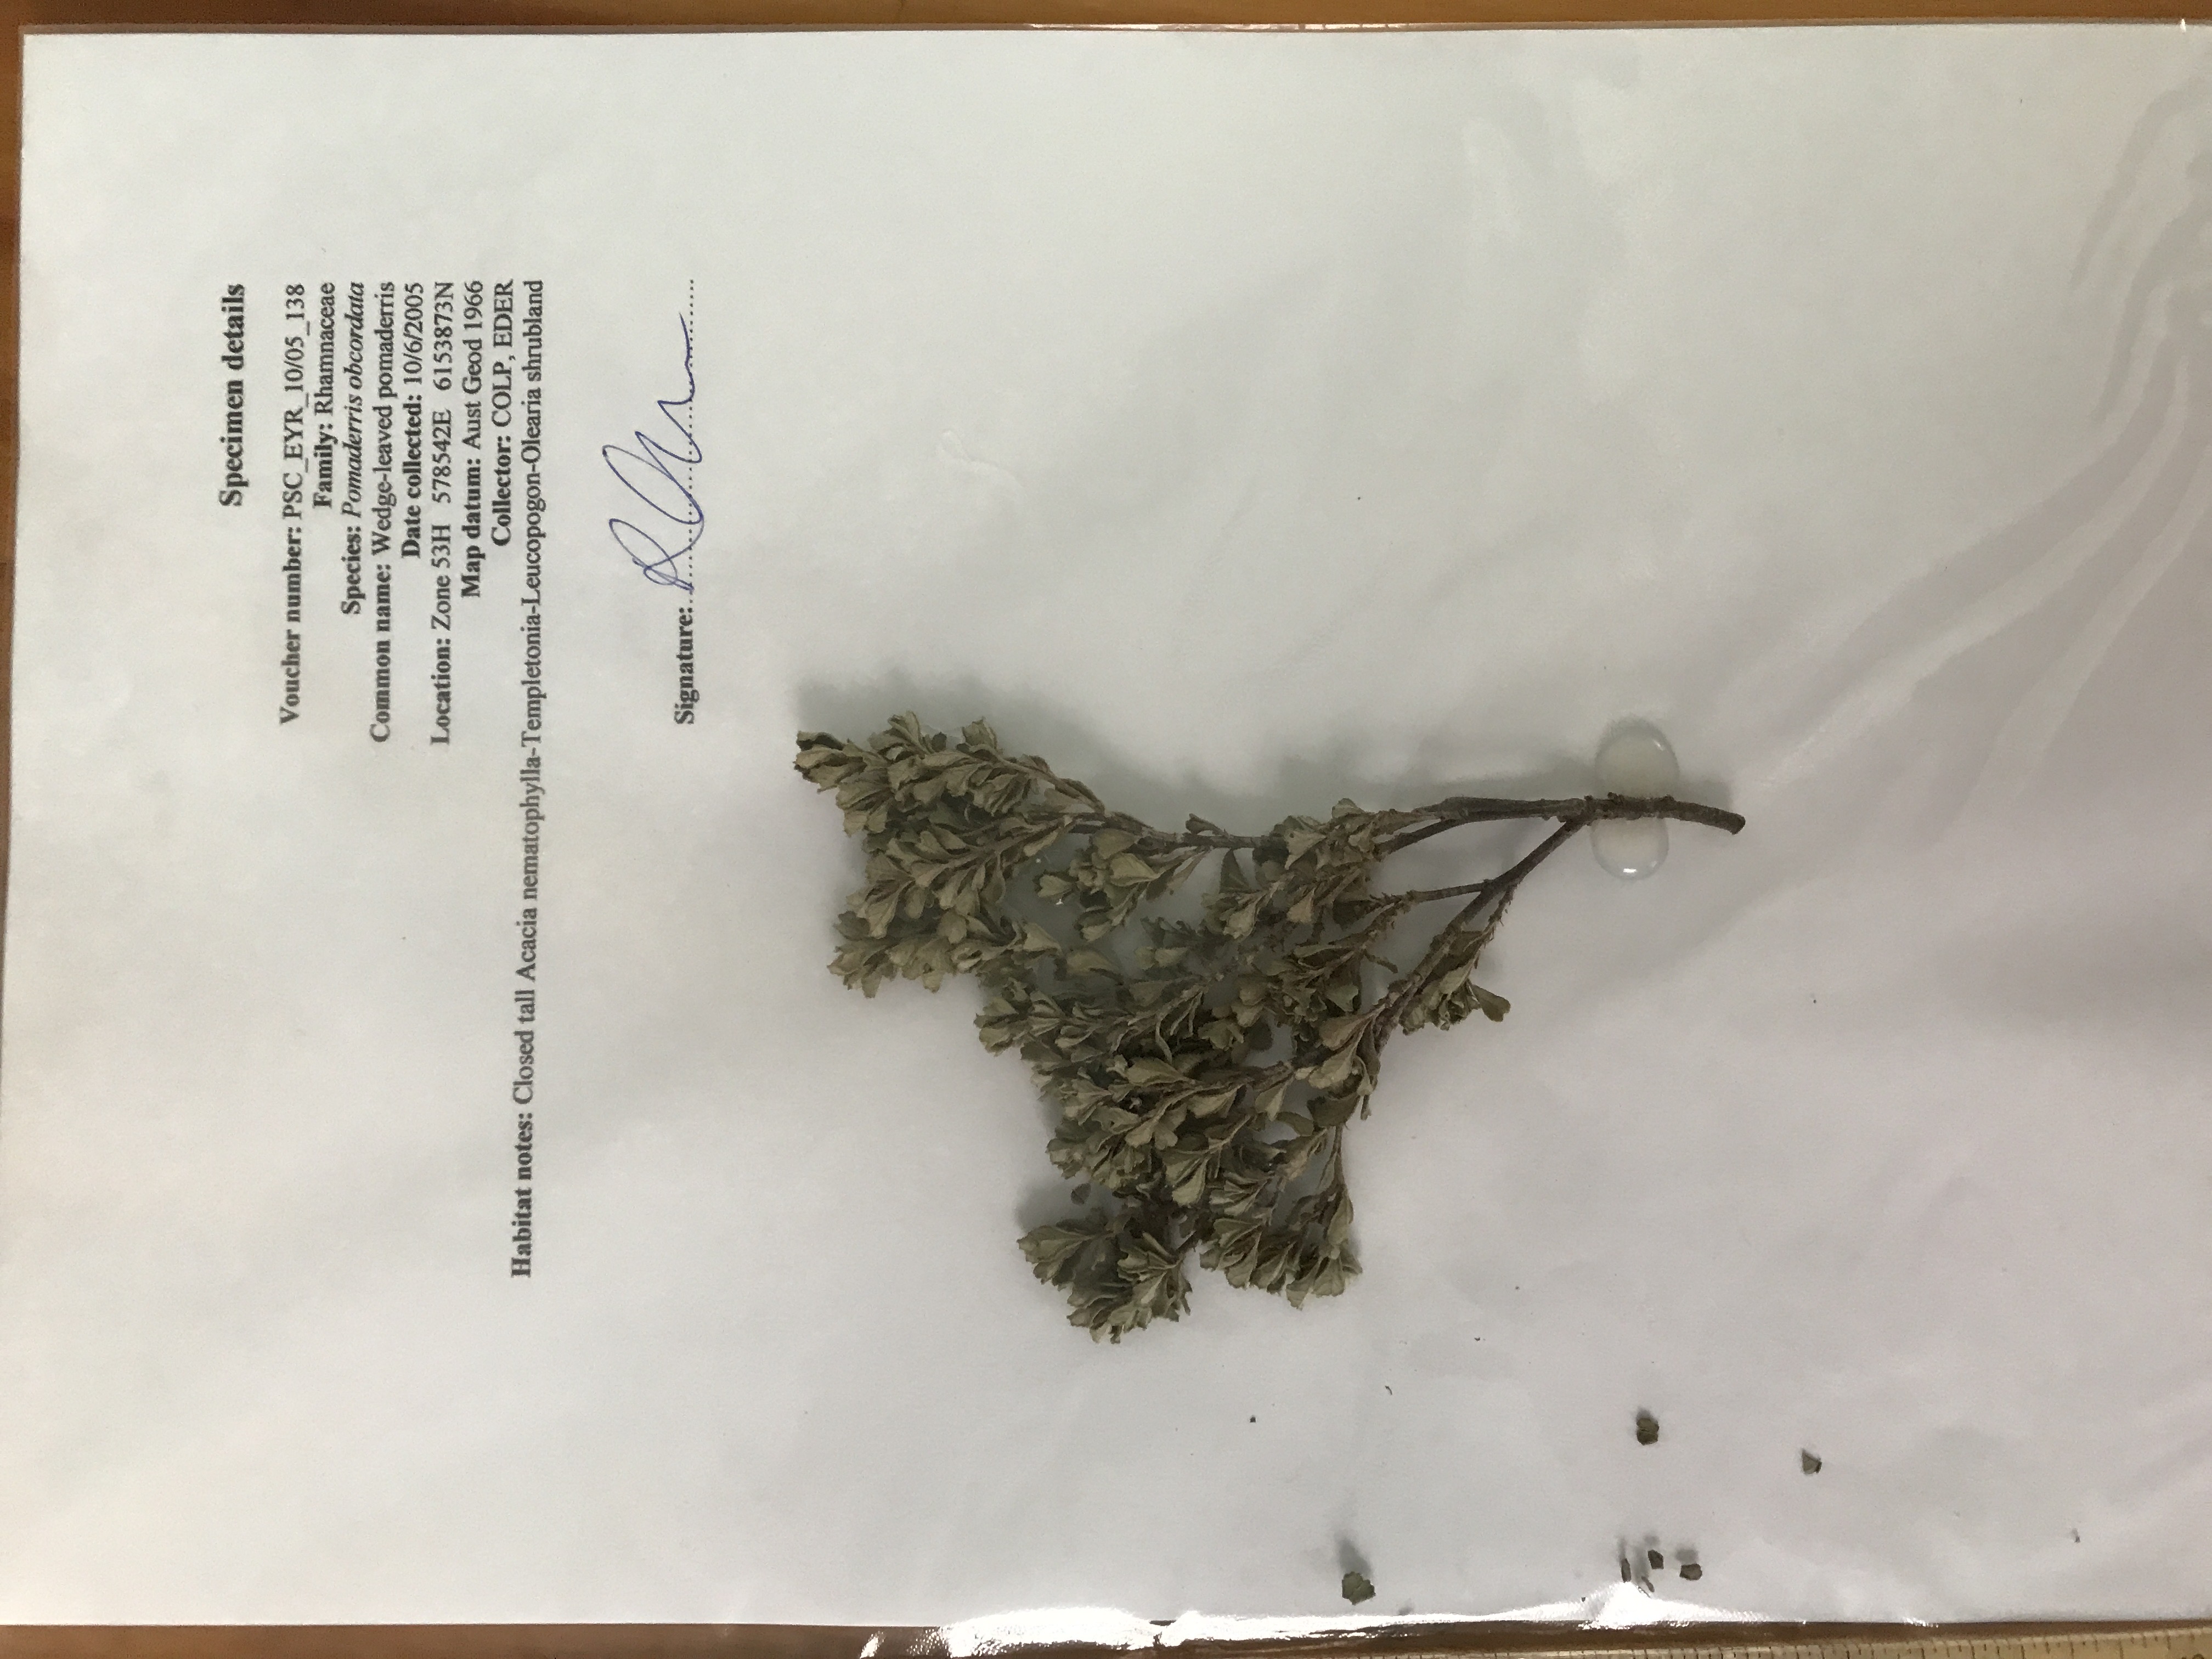 Specimen details
Voucher number: PSC_EYR_10/05_138
Family: Rhamnaceae
Species: Pomaderris obcordata
Common name: Wedge-leaved pomaderris
Date collected: 10/6/2005
Location: Zone 53H 578542E 6153873N
Map datum: Aust Geod 1966
Collector: COLP, EDER
Habitat notes: Closed tall Acacia nematophylla-Templetonia-Leucopogon-Olearia shrubland
Signature: